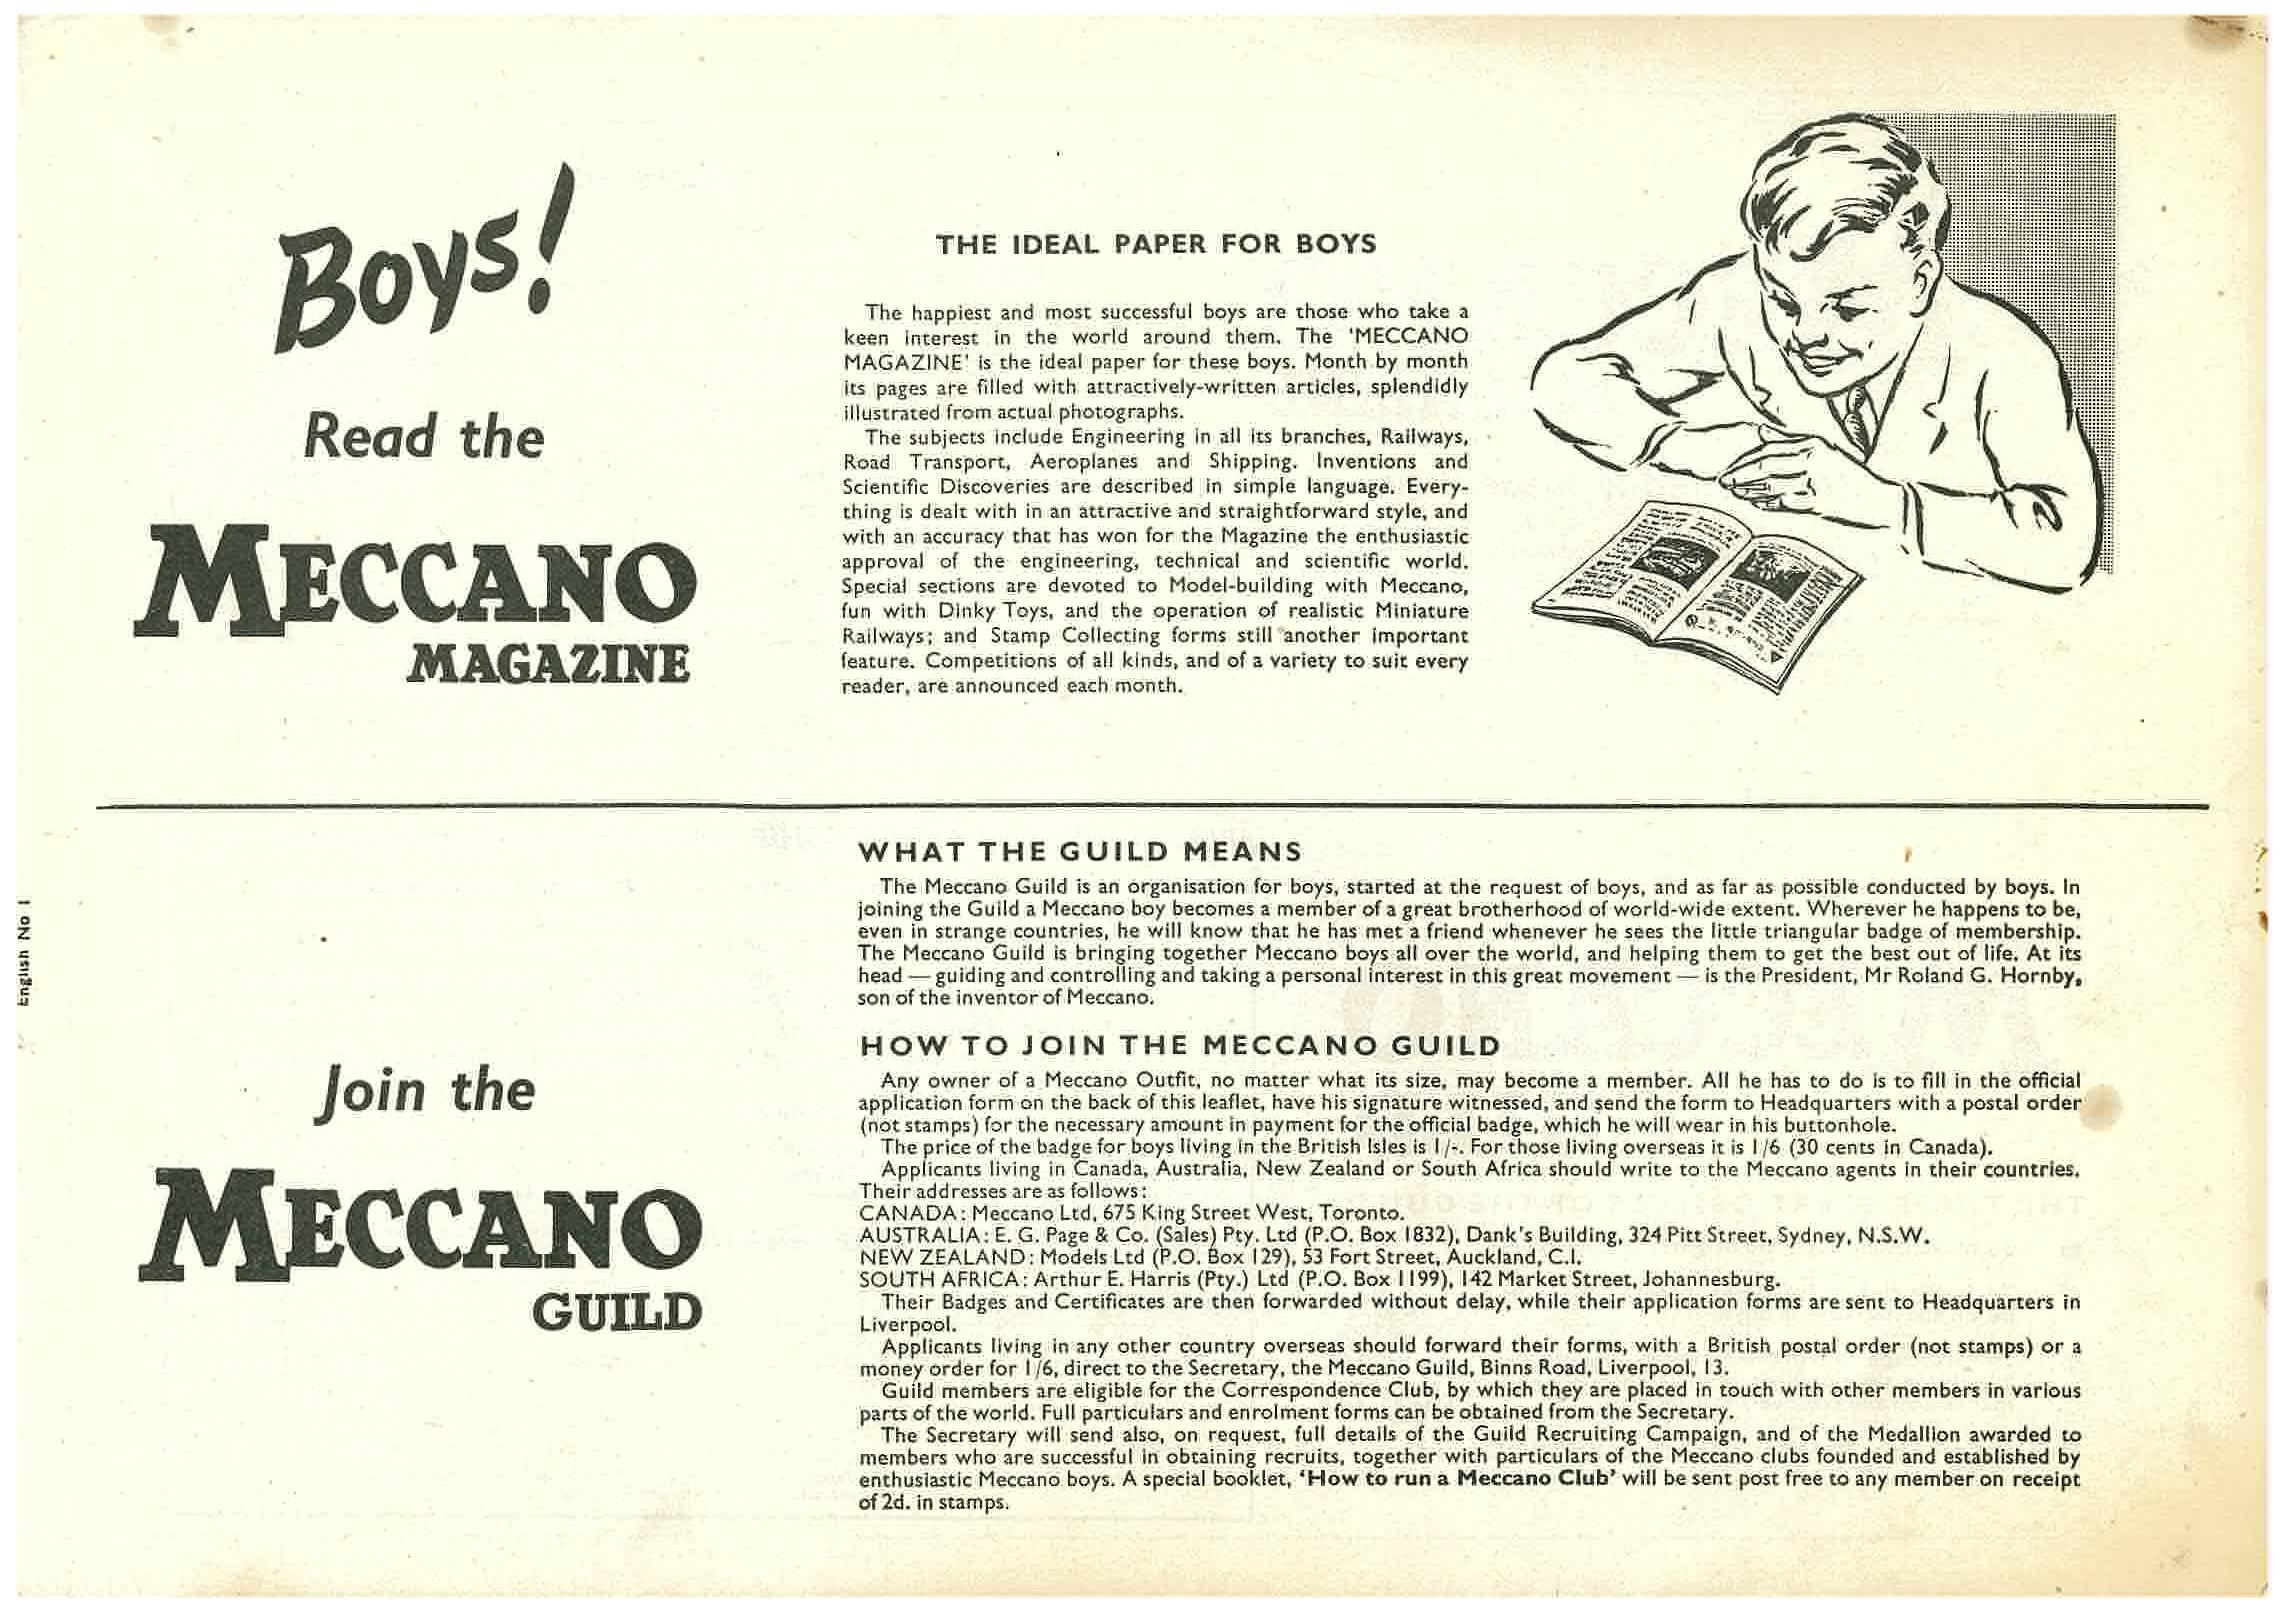 Boys!
Read the
MECCANO
MAGAZINE
THE IDEAL PAPER FOR BOYS
The happiest and most successful boys are those who take a
keen interest in the world around them. The 'MECCANO
MAGAZINE' is the ideal paper for these boys. Month by month
its pages are filled with attractively-written articles, splendidly
illustrated from actual photographs.
The subjects include Engineering in all its branches, Railways,
Road Transport, Aeroplanes and Shipping. Inventions and
Scientific Discoveries are described in simple language. Every-
thing is dealt with in an attractive and straightforward style, and
with an accuracy that has won for the Magazine the enthusiastic
approval of the engineering, technical and scientific world.
Special sections are devoted to Model-building with Meccano,
fun with Dinky Toys, and the operation of realistic Miniature
Railways; and Stamp Collecting forms still another important
feature. Competitions of all kinds, and of a variety to suit every
reader, are announced each month.
English No 1
Join the
MECCANO
GUILD
WHAT THE GUILD MEANS
The Meccano Guild is an organisation for boys, started at the request of boys, and as far as possible conducted by boys. In
joining the Guild a Meccano boy becomes a member of a great brotherhood of world-wide extent. Wherever he happens to be,
even in strange countries, he will know that he has met a friend whenever he sees the little triangular badge of membership.
The Meccano Guild is bringing together Meccano boys all over the world, and helping them to get the best out of life. At its
head — guiding and controlling and taking a personal interest in this great movement — is the President, Mr Roland G. Hornby,
son of the inventor of Meccano.
HOW TO JOIN THE MECCANO GUILD
Any owner of a Meccano Outfit, no matter what its size, may become a member. All he has to do is to fill in the official
application form on the back of this leaflet, have his signature witnessed, and send the form to Headquarters with a postal order
(not stamps) for the necessary amount in payment for the official badge, which he will wear in his buttonhole.
The price of the badge for boys living in the British Isles is 1/-. For those living overseas it is 1/6 (30 cents in Canada).
Applicants living in Canada, Australia, New Zealand or South Africa should write to the Meccano agents in their countries.
Their addresses are as follows:
CANADA: Meccano Ltd, 675 King Street West, Toronto.
AUSTRALIA: E. G. Page & Co. (Sales) Pty. Ltd (P.O. Box 1832), Dank's Building, 324 Pitt Street, Sydney, N.S.W.
NEW ZEALAND: Models Ltd (P.O. Box 129), 53 Fort Street, Auckland, C.I.
SOUTH AFRICA: Arthur E. Harris (Pty.) Ltd (P.O. Box 1199), 142 Market Street, Johannesburg.
Their Badges and Certificates are then forwarded without delay, while their application forms are sent to Headquarters in
Liverpool.
Applicants living in any other country overseas should forward their forms, with a British postal order (not stamps) or a
money order for 1/6, direct to the Secretary, the Meccano Guild, Binns Road, Liverpool, 13.
Guild members are eligible for the Correspondence Club, by which they are placed in touch with other members in various
parts of the world. Full particulars and enrolment forms can be obtained from the Secretary.
The Secretary will send also, on request, full details of the Guild Recruiting Campaign, and of the Medallion awarded to
members who are successful in obtaining recruits, together with particulars of the Meccano clubs founded and established by
enthusiastic Meccano boys. A special booklet, 'How to run a Meccano Club' will be sent post free to any member on receipt
of 2d. in stamps.